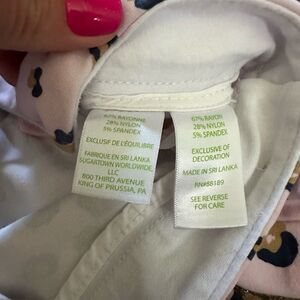 67% RAYONNE
28% NYLON
5% SPANDEX
EXCLUSIF DE L'ÉQUILIBRE
FABRIQUE EN SRI LANKA
SUGARTOWN WORLDWIDE,
LLC
800 THIRD AVENUE
KING OF PRUSSIA, PA
67% RAYON
28% NYLON
5% SPANDEX
EXCLUSIVE OF
DECORATION
MADE IN SRI LANKA
RN#88189
SEE REVERSE
FOR CARE